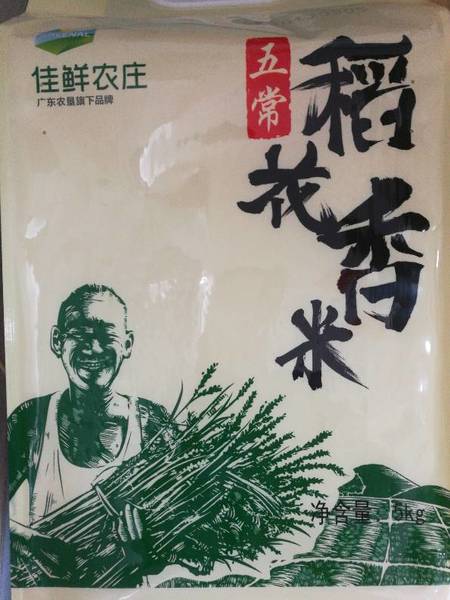 佳鲜农庄
广东农垦旗下品牌
五常
稻花香米
净含量：5kg